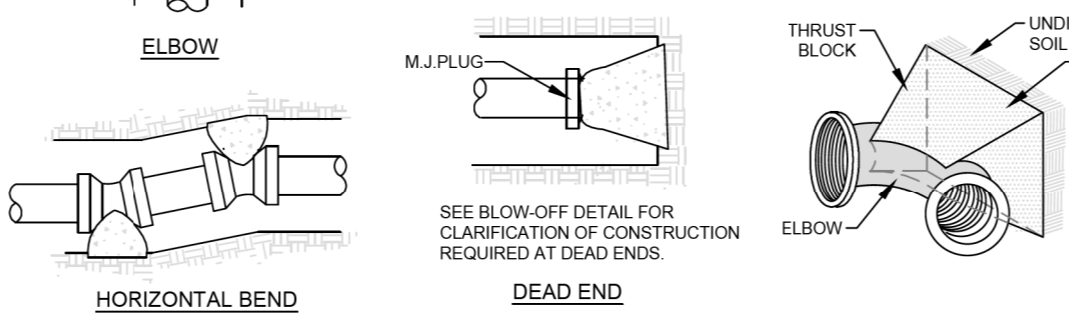 ELBOW
HORIZONTAL BEND
M.J.PLUG
SEE BLOW-OFF DETAIL FOR
CLARIFICATION OF CONSTRUCTION
REQUIRED AT DEAD ENDS.
DEAD END
THRUST
BLOCK
SOIL
ELBOW